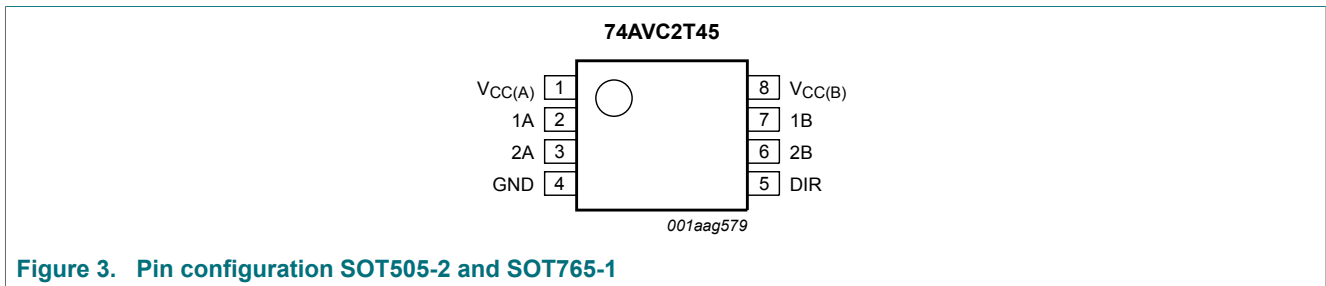 74AVC2T45
VCC(A) 1 8 VCC(B)
1A 2 7 1B
2A 3 6 2B
GND 4 5 DIR
001aag579
Figure 3. Pin configuration SOT505-2 and SOT765-1